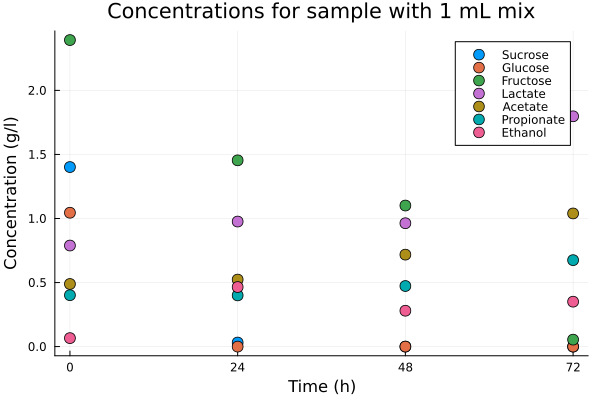 Concentrations for sample with 1 mL mix
Concentration (g/l)
2.0
1.5
1.0
0.5
0.0
Sucrose
Glucose
Fructose
Lactate
Acetate
Propionate
Ethanol
0 24 48 72
Time (h)